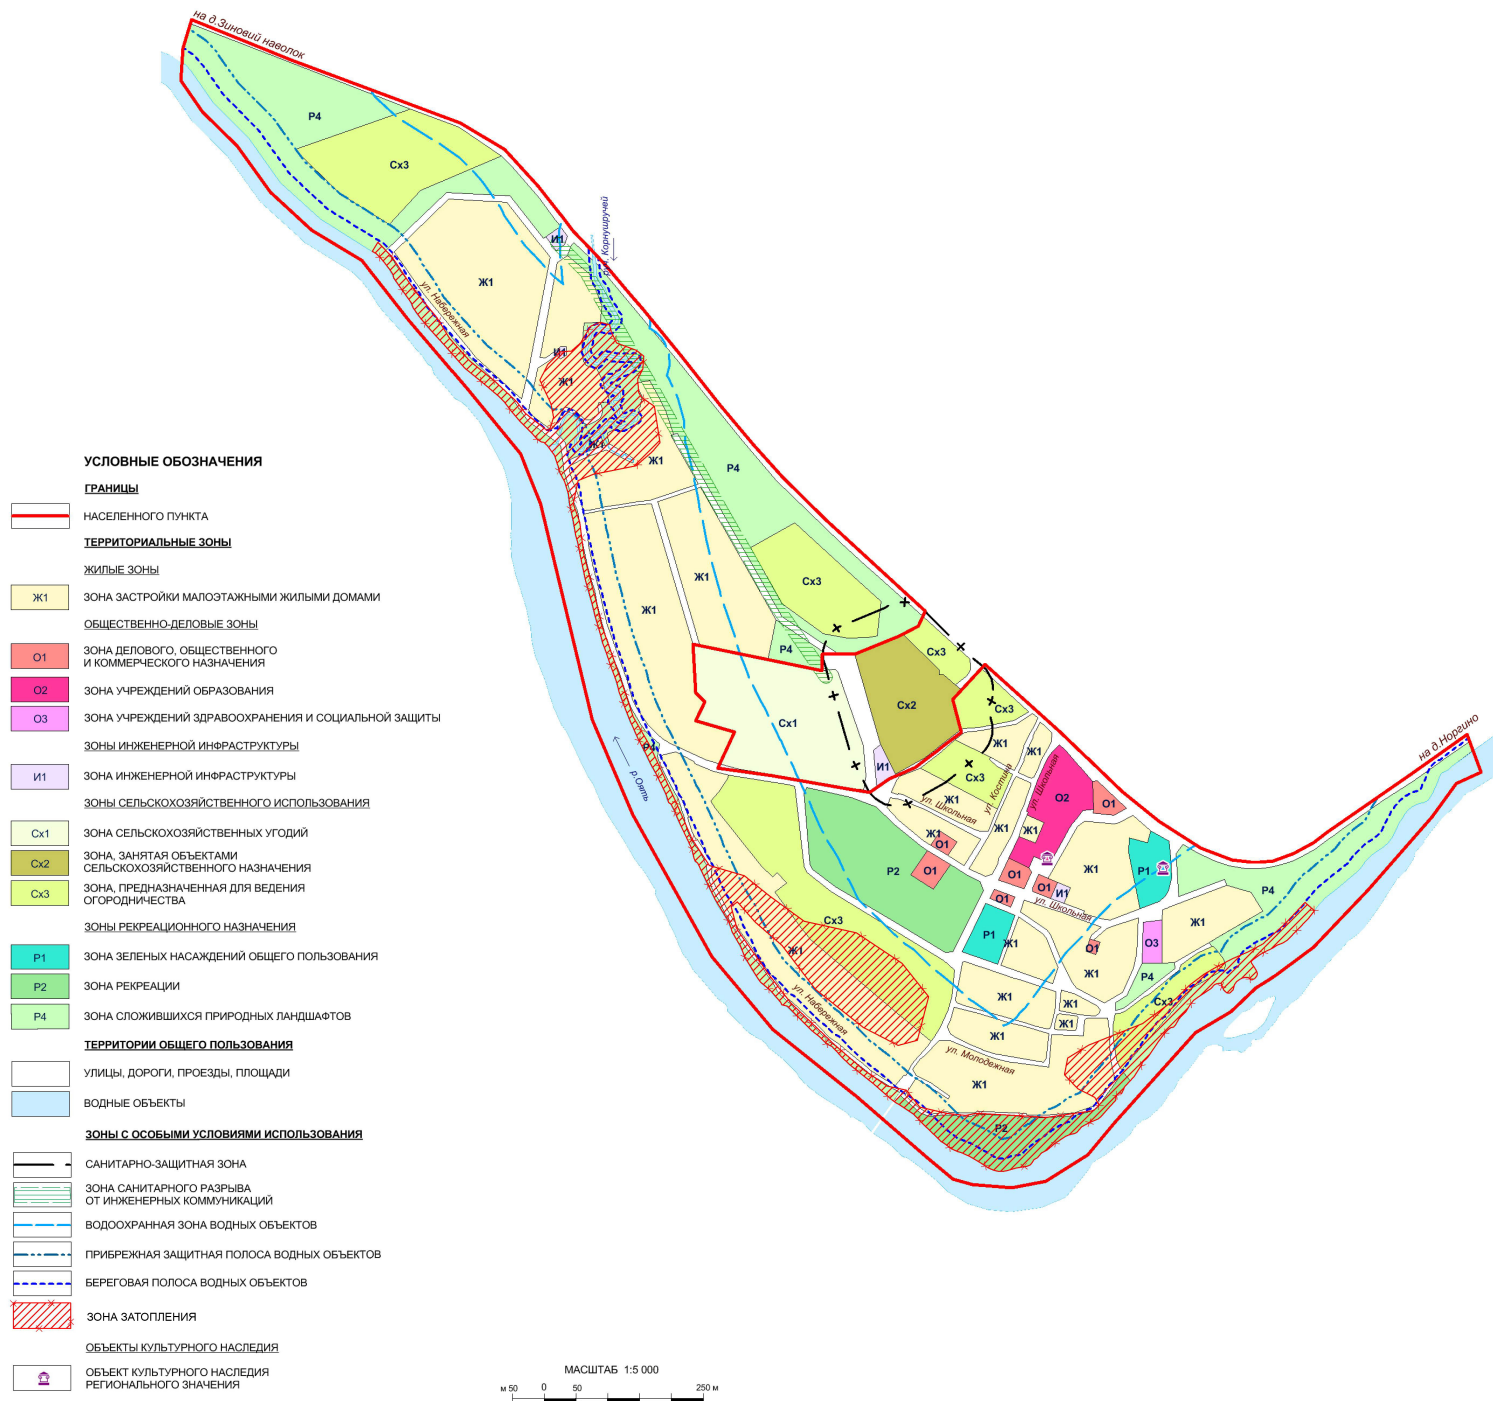 на д.Зиновий наволок
Р4
Сх3
И1
руч. Корнушручей
Ж1
ул. Набережная
И1
Ж1
Ж1
Ж1
Р4
Сх3
Ж1
Ж1
Р4
Сх3
Сх1
Сх2
Сх3
Р4
И1
Ж1
Ж1
Сх3
на д.Норгино
р.Оять
ул. Костина
ул. Школьная
О2
О1
Ж1
ул. Школьная
Ж1
О1
Ж1
Ж1
Р2
О1
О1
О1
И1
Ж1
Р1
Р4
О1
ул. Школьная
Сх3
Р1
Ж1
О1
О3
Ж1
Ж1
Ж1
Р4
ул. Набережная
Ж1
Ж1
Сх3
Ж1
Ж1
ул. Молодежная
Ж1
Р2
УСЛОВНЫЕ ОБОЗНАЧЕНИЯ
ГРАНИЦЫ
НАСЕЛЕННОГО ПУНКТА
ТЕРРИТОРИАЛЬНЫЕ ЗОНЫ
ЖИЛЫЕ ЗОНЫ
Ж1 ЗОНА ЗАСТРОЙКИ МАЛОЭТАЖНЫМИ ЖИЛЫМИ ДОМАМИ
ОБЩЕСТВЕННО-ДЕЛОВЫЕ ЗОНЫ
О1 ЗОНА ДЕЛОВОГО, ОБЩЕСТВЕННОГО
И КОММЕРЧЕСКОГО НАЗНАЧЕНИЯ
О2 ЗОНА УЧРЕЖДЕНИЙ ОБРАЗОВАНИЯ
О3 ЗОНА УЧРЕЖДЕНИЙ ЗДРАВООХРАНЕНИЯ И СОЦИАЛЬНОЙ ЗАЩИТЫ
ЗОНЫ ИНЖЕНЕРНОЙ ИНФРАСТРУКТУРЫ
И1 ЗОНА ИНЖЕНЕРНОЙ ИНФРАСТРУКТУРЫ
ЗОНЫ СЕЛЬСКОХОЗЯЙСТВЕННОГО ИСПОЛЬЗОВАНИЯ
Сх1 ЗОНА СЕЛЬСКОХОЗЯЙСТВЕННЫХ УГОДИЙ
Сх2 ЗОНА, ЗАНЯТАЯ ОБЪЕКТАМИ
СЕЛЬСКОХОЗЯЙСТВЕННОГО НАЗНАЧЕНИЯ
Сх3 ЗОНА, ПРЕДНАЗНАЧЕННАЯ ДЛЯ ВЕДЕНИЯ
ОГОРОДНИЧЕСТВА
ЗОНЫ РЕКРЕАЦИОННОГО НАЗНАЧЕНИЯ
Р1 ЗОНА ЗЕЛЕНЫХ НАСАЖДЕНИЙ ОБЩЕГО ПОЛЬЗОВАНИЯ
Р2 ЗОНА РЕКРЕАЦИИ
Р4 ЗОНА СЛОЖИВШИХСЯ ПРИРОДНЫХ ЛАНДШАФТОВ
ТЕРРИТОРИИ ОБЩЕГО ПОЛЬЗОВАНИЯ
УЛИЦЫ, ДОРОГИ, ПРОЕЗДЫ, ПЛОЩАДИ
ВОДНЫЕ ОБЪЕКТЫ
ЗОНЫ С ОСОБЫМИ УСЛОВИЯМИ ИСПОЛЬЗОВАНИЯ
САНИТАРНО-ЗАЩИТНАЯ ЗОНА
ЗОНА САНИТАРНОГО РАЗРЫВА
ОТ ИНЖЕНЕРНЫХ КОММУНИКАЦИЙ
ВОДООХРАННАЯ ЗОНА ВОДНЫХ ОБЪЕКТОВ
ПРИБРЕЖНАЯ ЗАЩИТНАЯ ПОЛОСА ВОДНЫХ ОБЪЕКТОВ
БЕРЕГОВАЯ ПОЛОСА ВОДНЫХ ОБЪЕКТОВ
ЗОНА ЗАТОПЛЕНИЯ
ОБЪЕКТЫ КУЛЬТУРНОГО НАСЛЕДИЯ
ОБЪЕКТ КУЛЬТУРНОГО НАСЛЕДИЯ
РЕГИОНАЛЬНОГО ЗНАЧЕНИЯ
МАСШТАБ 1:5 000
м 50 0 50 250 м